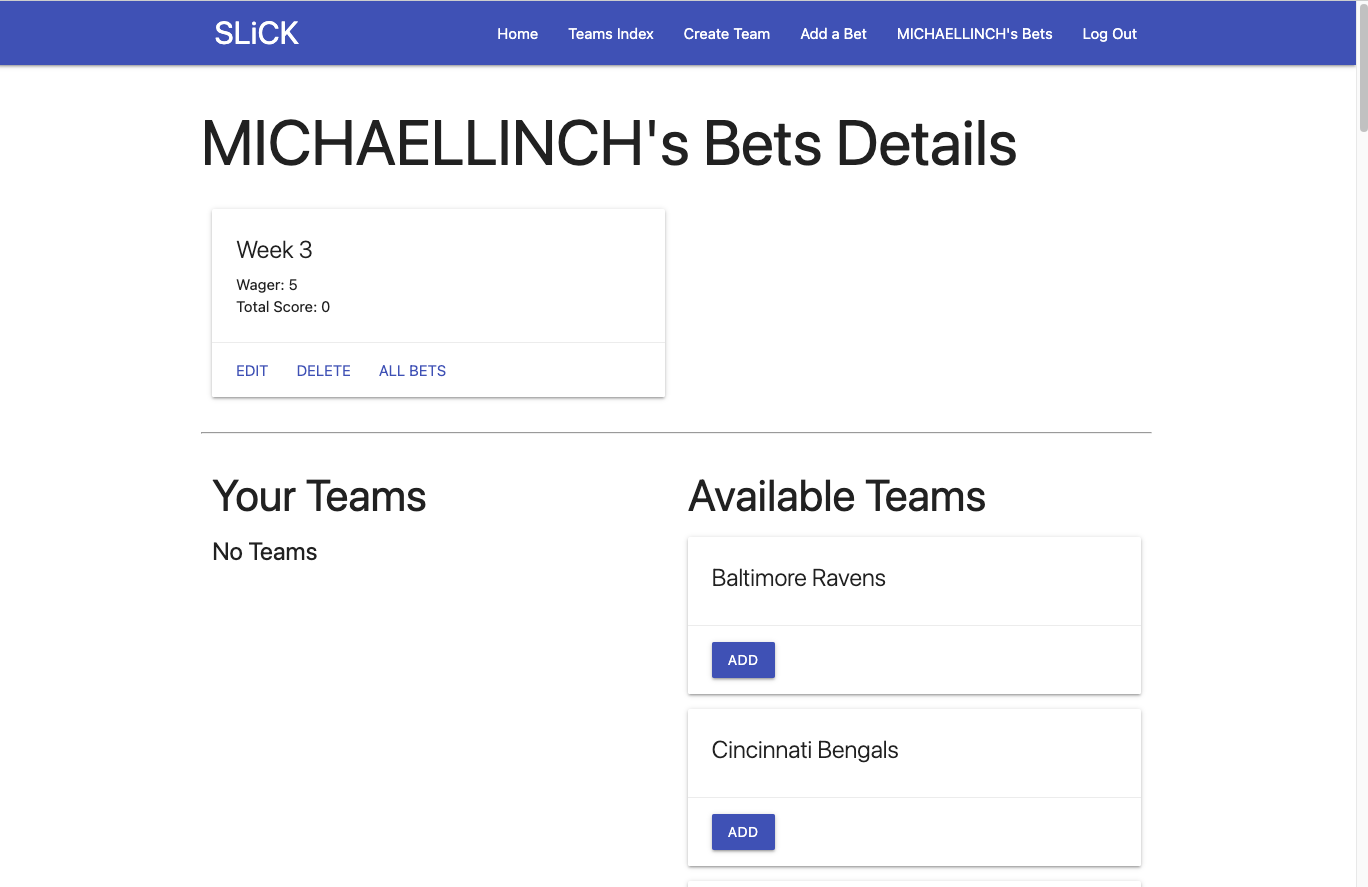 SLiCK
Home Teams Index Create Team Add a Bet MICHAELLINCH's Bets Log Out
MICHAELLINCH's Bets Details
Week 3
Wager: 5
Total Score: 0
EDIT DELETE ALL BETS
Your Teams
No Teams
Available Teams
Baltimore Ravens
ADD
Cincinnati Bengals
ADD